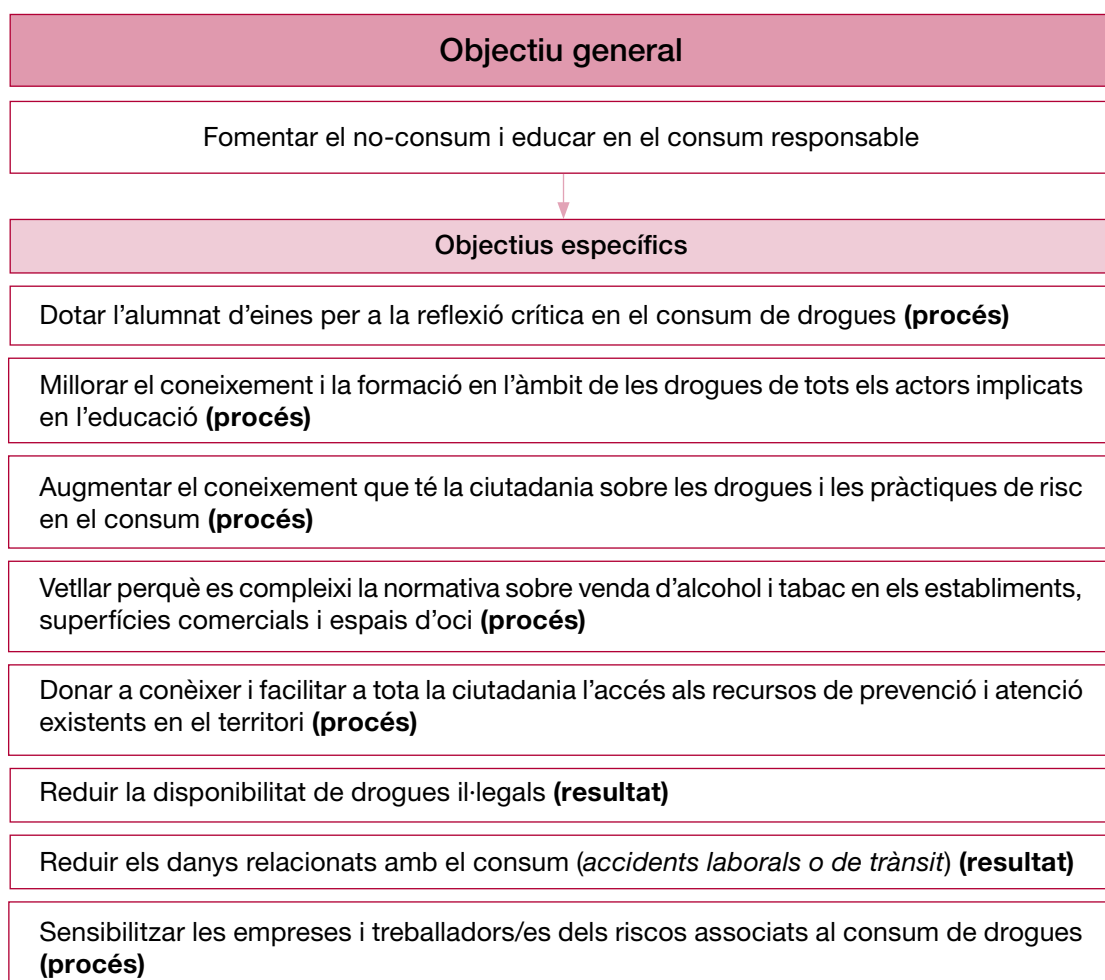 Objectiu general
Fomentar el no-consum i educar en el consum responsable
Objectius específics
Dotar l’alumnat d’eines per a la reflexió crítica en el consum de drogues (procés)
Millorar el coneixement i la formació en l’àmbit de les drogues de tots els actors implicats
en l’educació (procés)
Augmentar el coneixement que té la ciutadania sobre les drogues i les pràctiques de risc
en el consum (procés)
Vetllar perquè es compleixi la normativa sobre venda d’alcohol i tabac en els establiments,
superfícies comercials i espais d’oci (procés)
Donar a conèixer i facilitar a tota la ciutadania l’accés als recursos de prevenció i atenció
existents en el territori (procés)
Reduir la disponibilitat de drogues il·legals (resultat)
Reduir els danys relacionats amb el consum (accidents laborals o de trànsit) (resultat)
Sensibilitzar les empreses i treballadors/es dels riscos associats al consum de drogues
(procés)